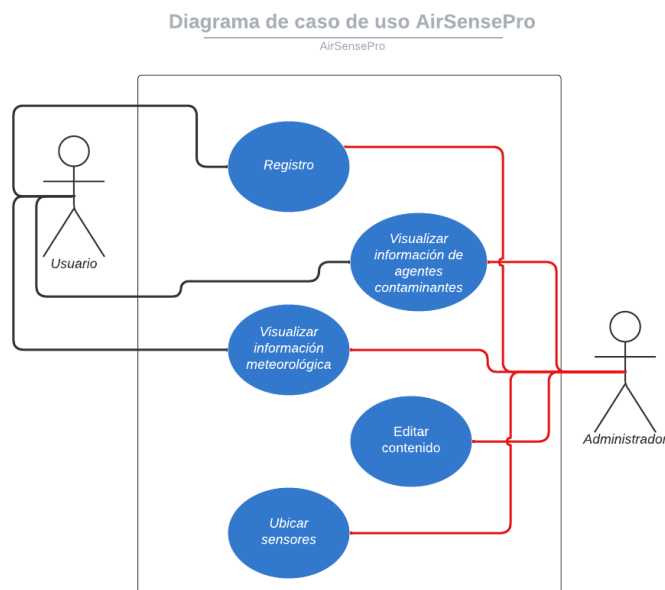 Diagrama de caso de uso AirSensePro
AirSensePro
Registro
Usuario
Visualizar
información de
agentes
contaminantes
Visualizar
información
meteorológica
Editar
contenido
Administrador
Ubicar
sensores